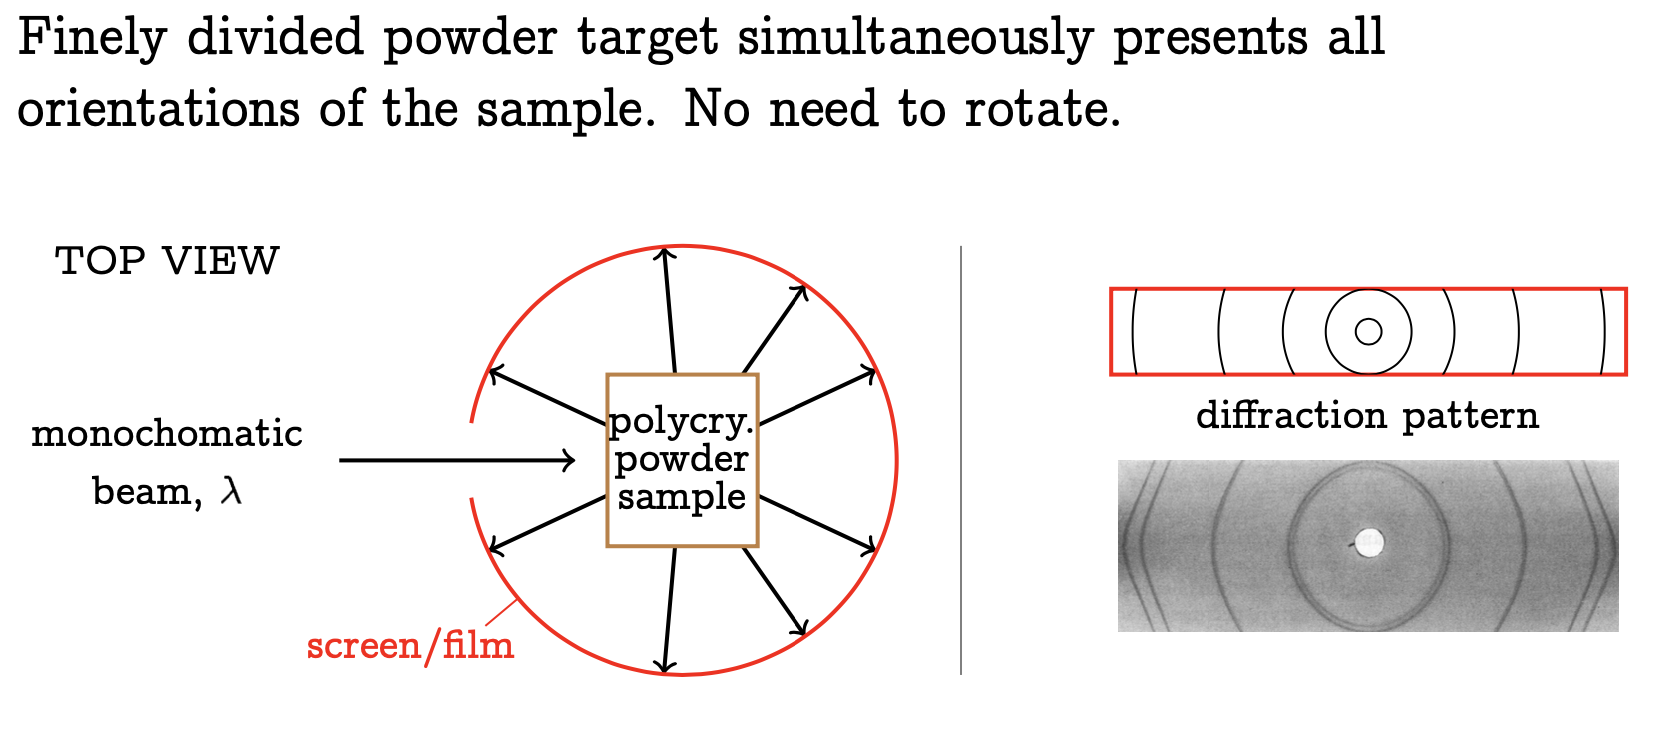 Finely divided powder target simultaneously presents all
orientations of the sample. No need to rotate.
TOP VIEW
monochomatic
beam, λ
polycry.
powder
sample
screen/film
diffraction pattern